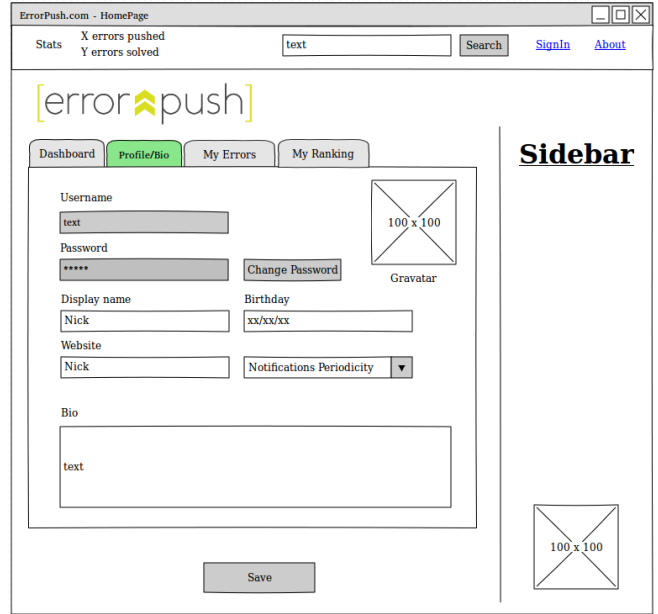 ErrorPush.com - HomePage
Stats
X errors pushed
Y errors solved
text
Search
SignIn
About
[error push]
Dashboard
Profile/Bio
My Errors
My Ranking
Sidebar
Username
text
100 x 100
Password
*****
Change Password
Gravatar
Display name
Birthday
Nick
xx/xx/xx
Website
Nick
Notifications Periodicity
Bio
text
100 x 100
Save